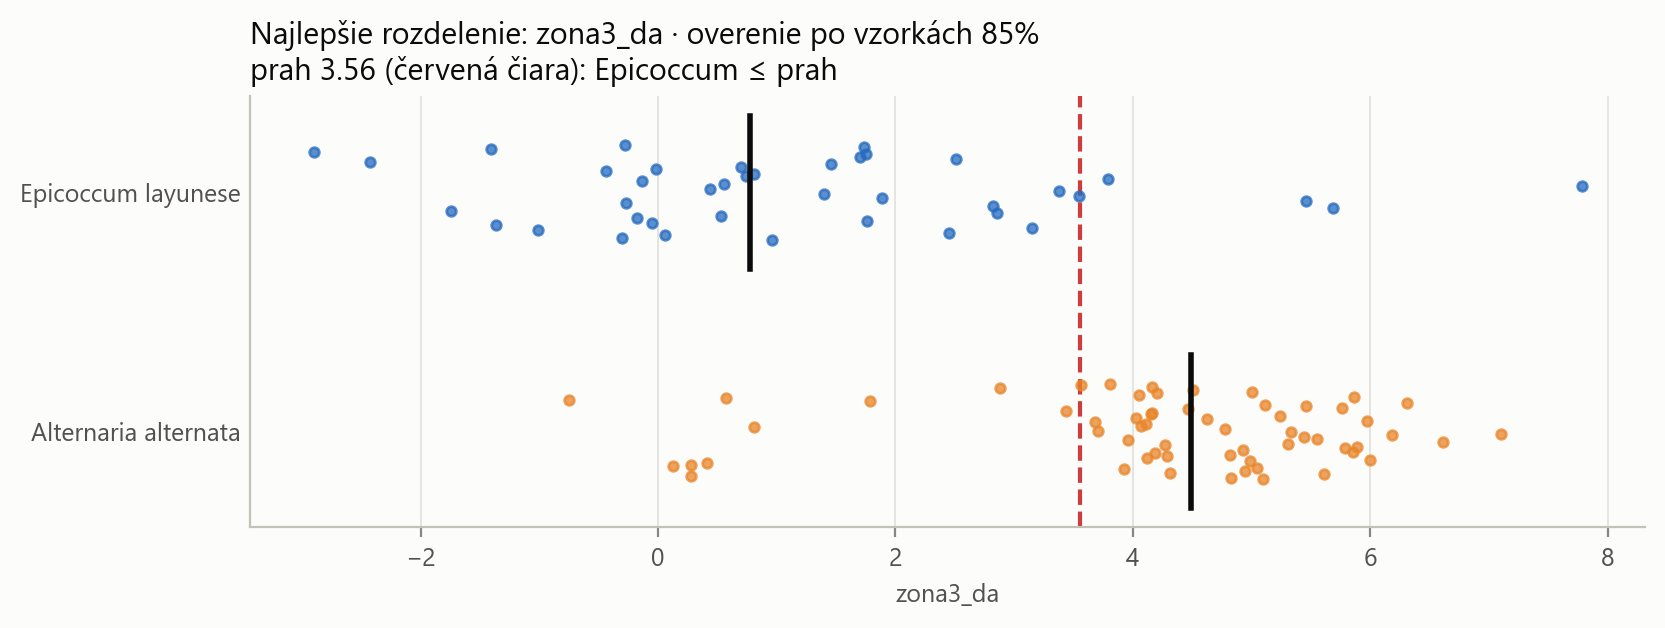 Najlepšie rozdelenie: zona3_da · overenie po vzorkách 85%
prah 3.56 (červená čiara): Epicoccum ≤ prah
Epicoccum layunese
Alternaria alternata
−2 0 2 4 6 8
zona3_da